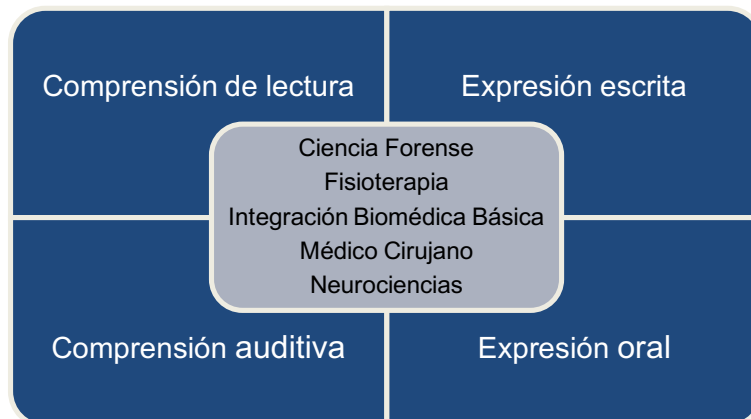 Comprensión de lectura
Expresión escrita
Ciencia Forense
Fisioterapia
Integración Biomédica Básica
Médico Cirujano
Neurociencias
Comprensión auditiva
Expresión oral